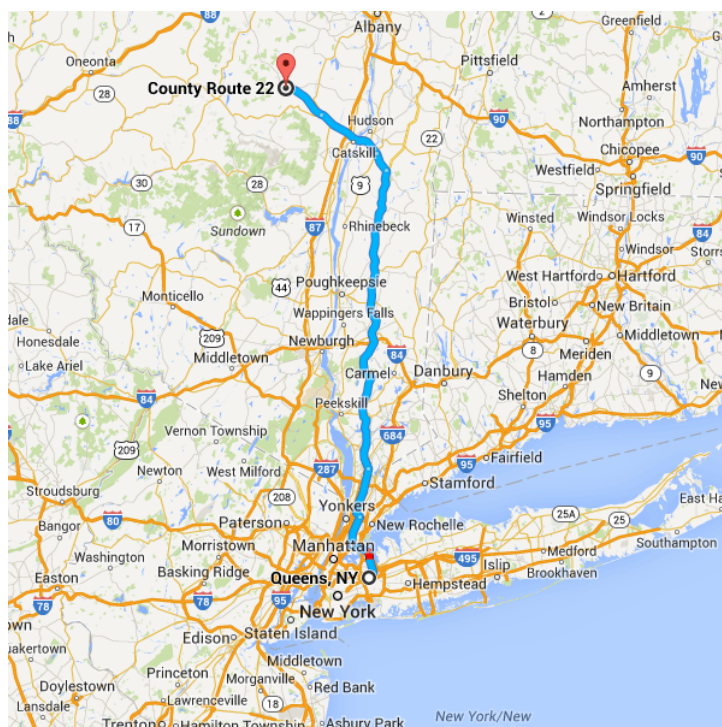 2
88
Albany
Greenfield
Oneonta
Pittsfield
Amherst
County Route 22
28
90
Northampton
88
Hudson
22
Chicopee
90
Catskill
Westfield
Springfield
30
28
9
Rhinebeck
Winsted
Windsor Locks
17
Sundown
87
84
Windsor
Storrs
Poughkeepsie
44
West Hartford
Hartford
Monticello
Bristol
New Britain
Wappingers Falls
Honesdale
209
Newburgh
Waterbury
Middletown
Lake Ariel
Middletown
84
8
Meriden
Carmel
Danbury
Hamden
9
84
Peekskill
Shelton
Vernon Township
684
95
209
Newton
West Milford
287
Fairfield
95
Stroudsburg
208
Stamford
Yonkers
Bangor
80
Paterson
New Rochelle
25A
25
Morristown
Manhattan
Southampton
Washington
495
Medford
Basking Ridge
Queens, NY
Islip
Brookhaven
Easton
Hempstead
78
78
95
New York
Edison
Staten Island
Middletown
Princeton
Morganville
Red Bank
Doylestown
18
Lawrenceville
Lansdale
Trenton
Hamilton Township
Asbury Park
New York/New